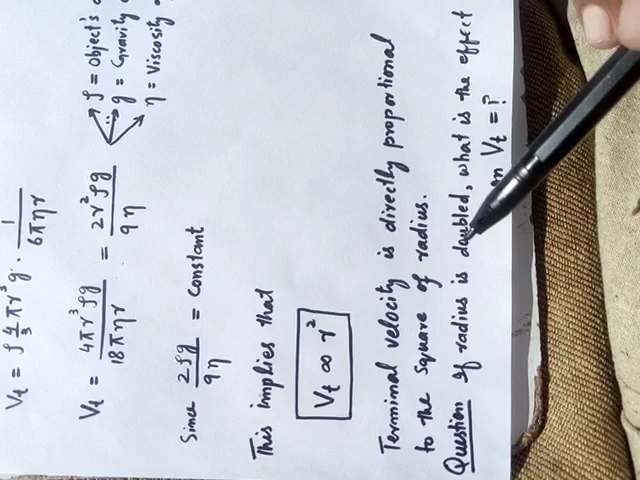 Vt = ρ 4/3 πr³ g · 1/6πηr
Vt = 4πr³ρg/18πηr = 2r²ρg/9η
ρ = Object's
g = Gravity
η = Viscosity
Since 2ρg/9η = Constant
This implies that
Vt ∝ r²
Terminal velocity is directly proportional
to the square of radius.
Question If radius is doubled, what is the effect
on Vt = ?